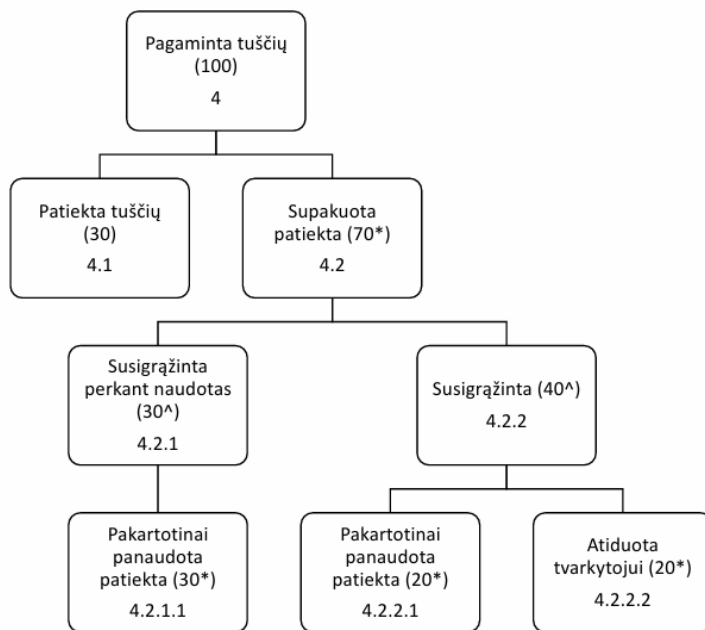 Pagaminta tuščių
(100)
4
Patiekta tuščių
(30)
4.1
Supakuota
patiekta (70*)
4.2
Susigrąžinta
perkant naudotas
(30^)
4.2.1
Susigrąžinta (40^)
4.2.2
Pakartotinai
panaudota
patiekta (30*)
4.2.1.1
Pakartotinai
panaudota
patiekta (20*)
4.2.2.1
Atiduota
tvarkytojui (20*)
4.2.2.2